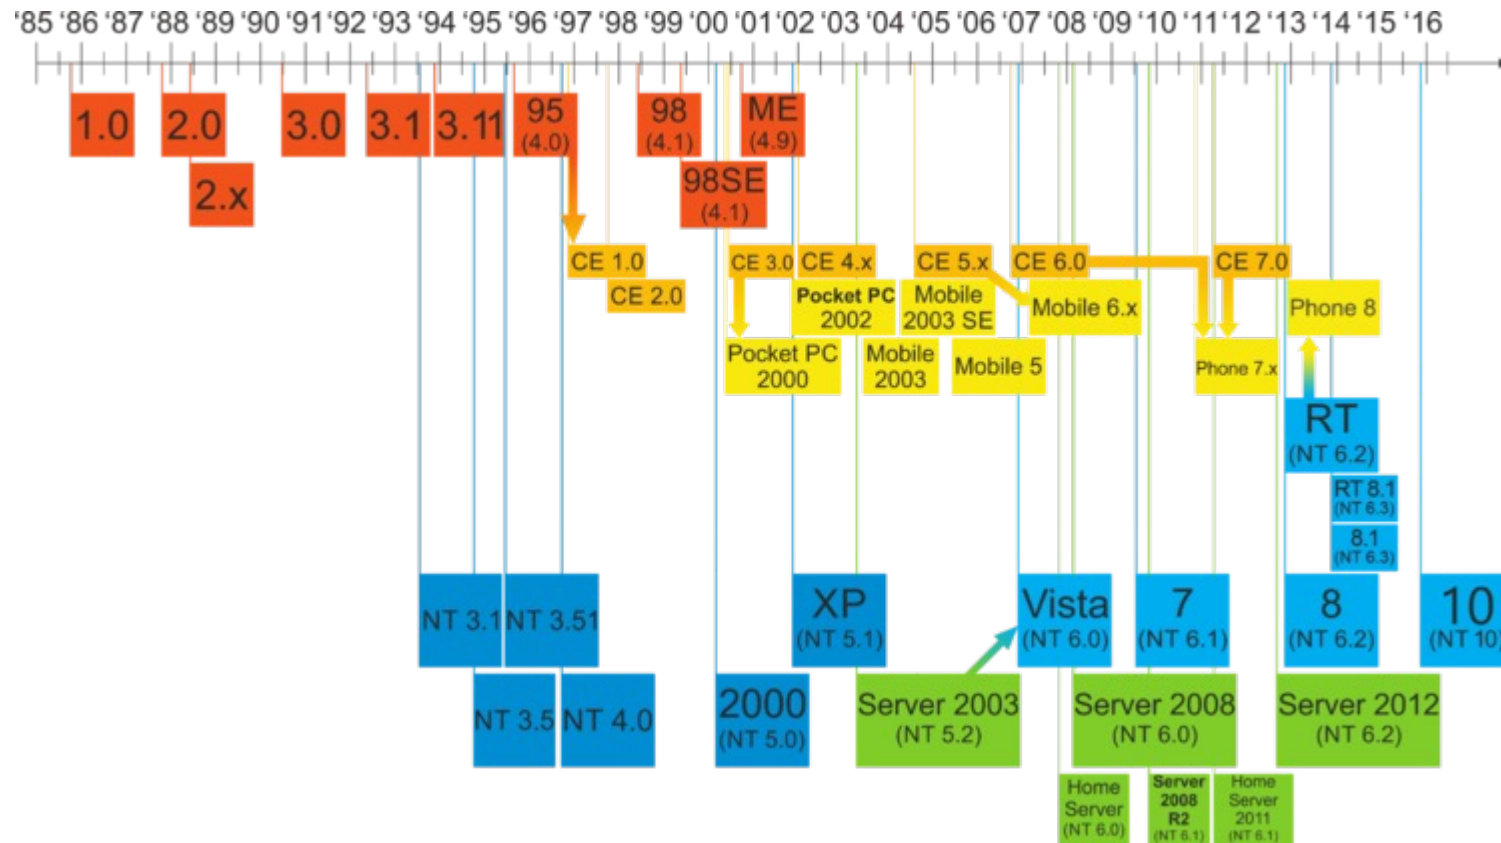 '85 '86 '87 '88 '89 '90 '91 '92 '93 '94 '95 '96 '97 '98 '99 '00 '01 '02 '03 '04 '05 '06 '07 '08 '09 '10 '11 '12 '13 '14 '15 '16
1.0
2.0
3.0
3.1
3.11
95
(4.0)
98
(4.1)
ME
(4.9)
2.x
98SE
(4.1)
CE 1.0
CE 3.0
CE 4.x
CE 5.x
CE 6.0
CE 7.0
CE 2.0
Pocket PC
2002
Mobile
2003 SE
Mobile 6.x
Phone 8
Pocket PC
2000
Mobile
2003
Mobile 5
Phone 7.x
RT
(NT 6.2)
RT 8.1
(NT 6.3)
8.1
(NT 6.3)
NT 3.1
NT 3.51
XP
(NT 5.1)
Vista
(NT 6.0)
7
(NT 6.1)
8
(NT 6.2)
10
(NT 10)
NT 3.5
NT 4.0
2000
(NT 5.0)
Server 2003
(NT 5.2)
Server 2008
(NT 6.0)
Server 2012
(NT 6.2)
Home
Server
(NT 6.0)
Server
2008
R2
(NT 6.1)
Home
Server
2011
(NT 6.1)